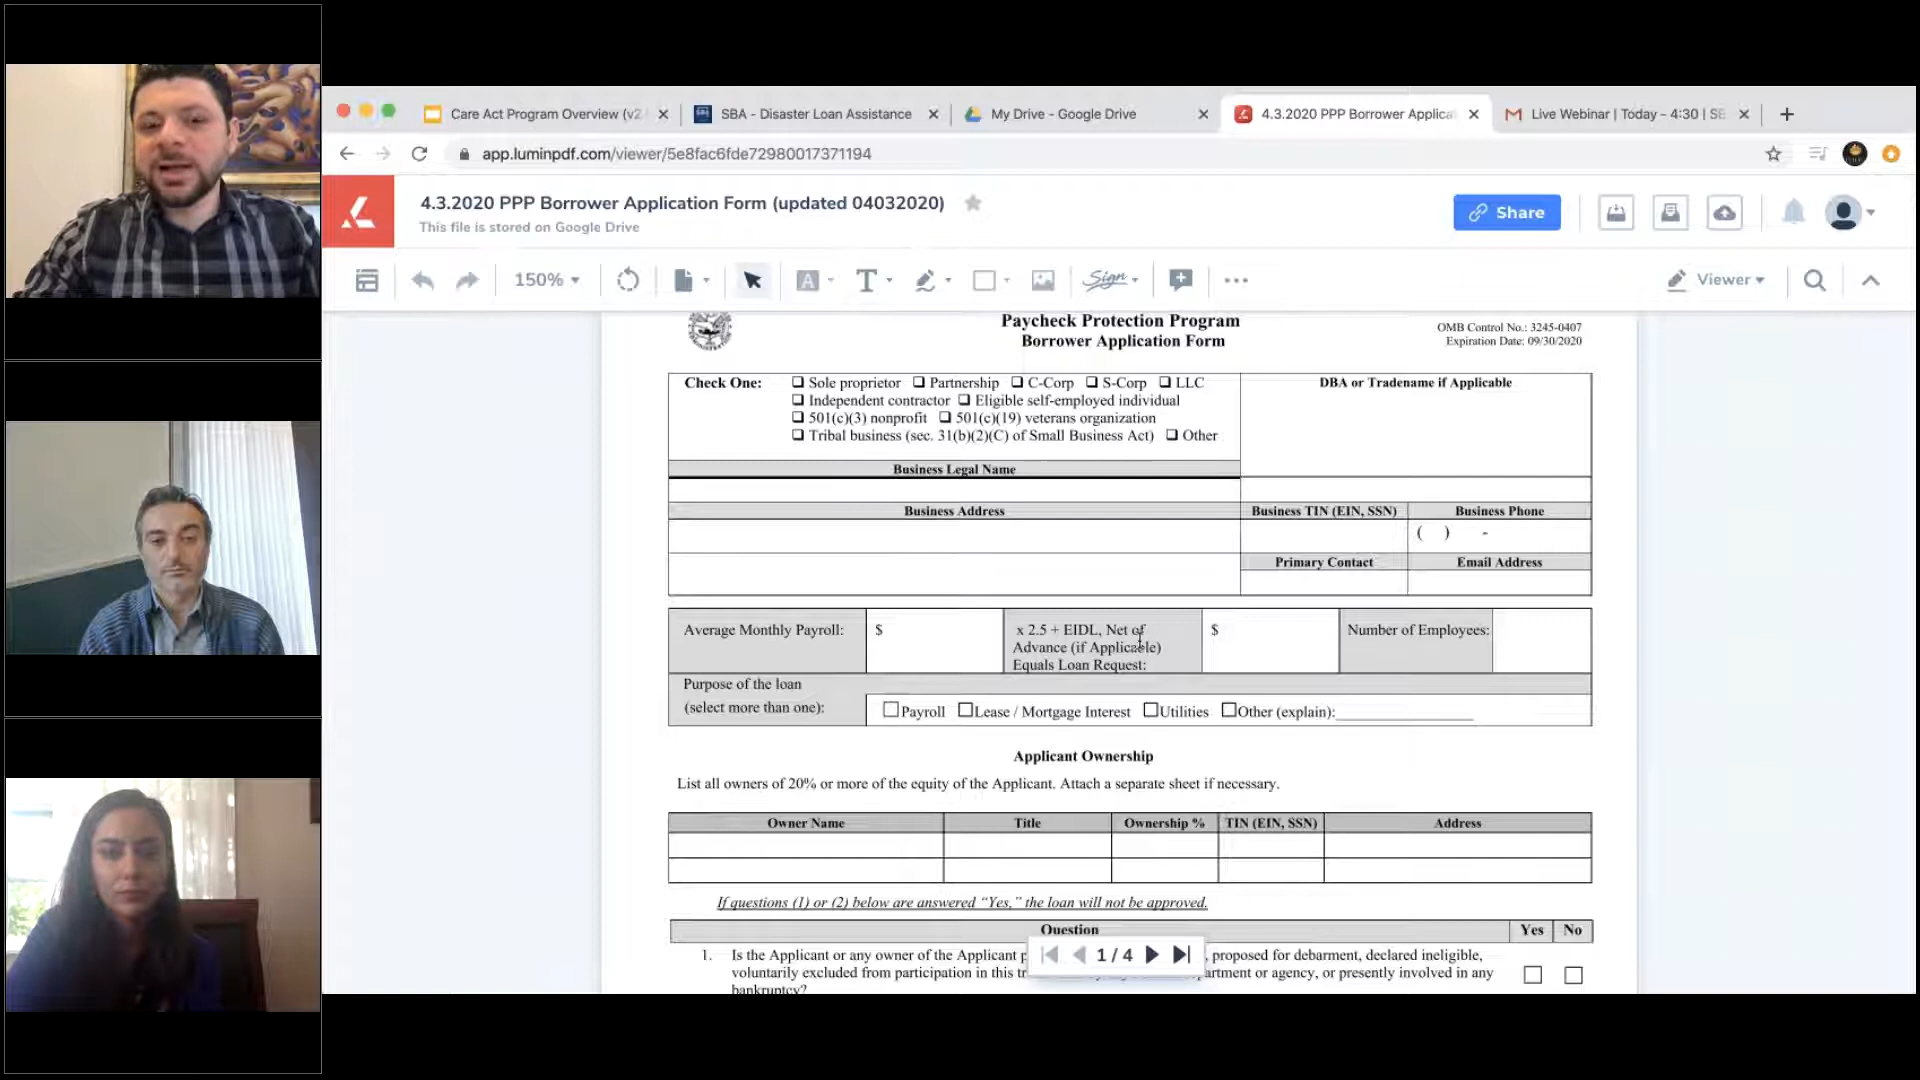 Care Act Program Overview (v2
SBA - Disaster Loan Assistance
My Drive - Google Drive
4.3.2020 PPP Borrower Applica
Live Webinar | Today - 4:30 | SE
app.luminpdf.com/viewer/5e8fac6fde72980017371194
4.3.2020 PPP Borrower Application Form (updated 04032020)
This file is stored on Google Drive
Share
150%
A
T
Sign
Viewer
Paycheck Protection Program
Borrower Application Form
OMB Control No.: 3245-0407
Expiration Date: 09/30/2020
Check One:
Sole proprietor Partnership C-Corp S-Corp LLC
Independent contractor Eligible self-employed individual
501(c)(3) nonprofit 501(c)(19) veterans organization
Tribal business (sec. 31(b)(2)(C) of Small Business Act) Other
DBA or Tradename if Applicable
Business Legal Name
Business Address
Business TIN (EIN, SSN)
Business Phone
( ) -
Primary Contact
Email Address
Average Monthly Payroll:
$
x 2.5 + EIDL, Net of
Advance (if Applicable)
Equals Loan Request:
$
Number of Employees:
Purpose of the loan
(select more than one):
Payroll Lease / Mortgage Interest Utilities Other (explain):
Applicant Ownership
List all owners of 20% or more of the equity of the Applicant. Attach a separate sheet if necessary.
Owner Name
Title
Ownership %
TIN (EIN, SSN)
Address
If questions (1) or (2) below are answered “Yes,” the loan will not be approved.
Question
Yes
No
1. Is the Applicant or any owner of the Applicant p , proposed for debarment, declared ineligible,
voluntarily excluded from participation in this tr partment or agency, or presently involved in any
bankruptcy?
1 / 4